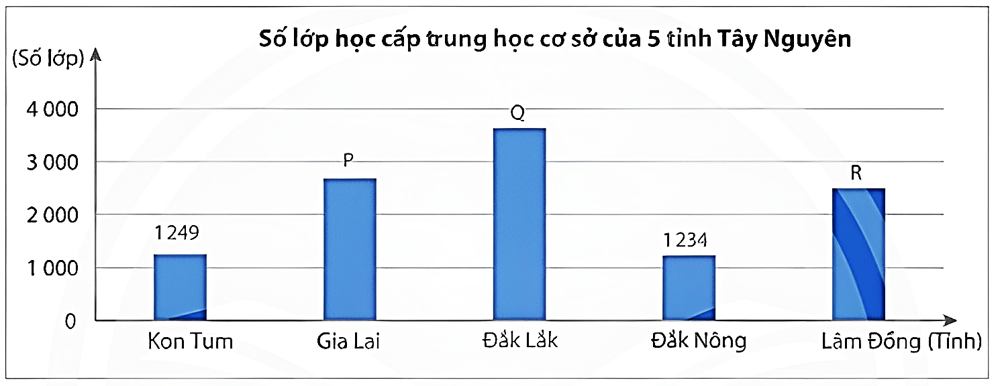 Số lớp học cấp trung học cơ sở của 5 tỉnh Tây Nguyên
(Số lớp)
4 000
3 000
2 000
1 000
0
1 249
P
Q
1 234
R
Kon Tum
Gia Lai
Đắk Lắk
Đắk Nông
Lâm Đồng
(Tỉnh)